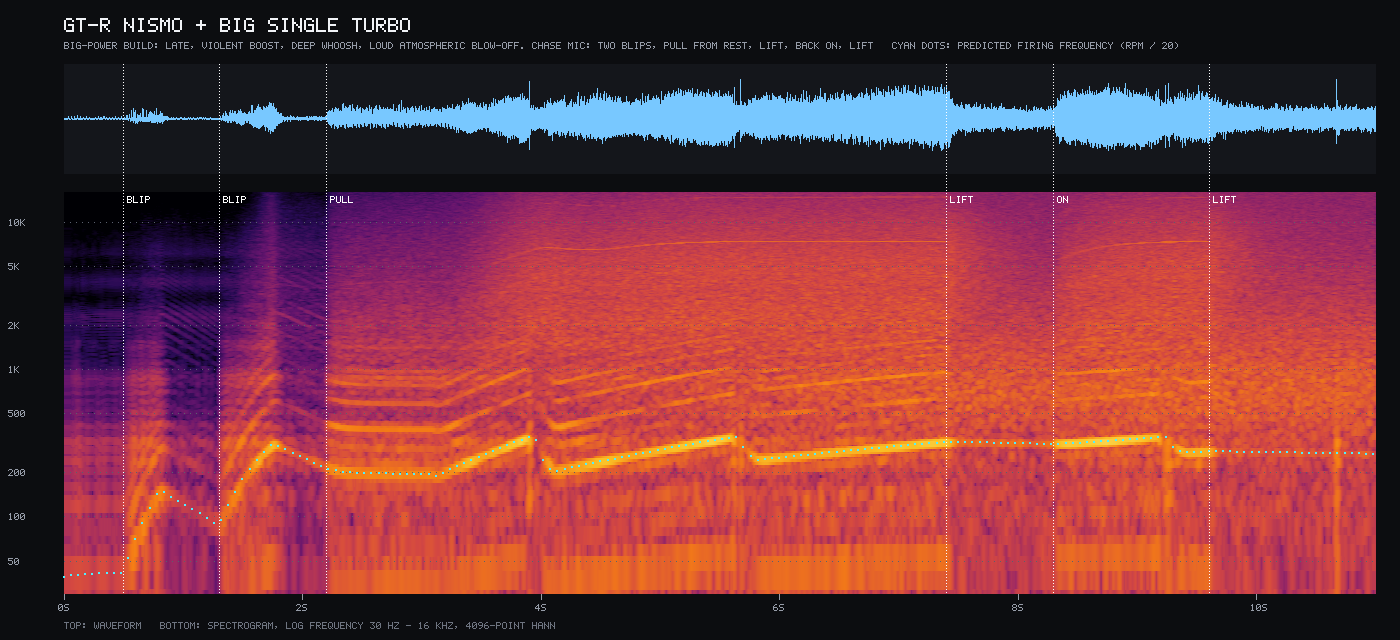 GT-R NISMO + BIG SINGLE TURBO
BIG-POWER BUILD: LATE, VIOLENT BOOST, DEEP WHOOSH, LOUD ATMOSPHERIC BLOW-OFF. CHASE MIC: TWO BLIPS, PULL FROM REST, LIFT, BACK ON, LIFT   CYAN DOTS: PREDICTED FIRING FREQUENCY (RPM / 20)
BLIP BLIP PULL LIFT ON LIFT
10K
5K
2K
1K
500
200
100
50
0S 2S 4S 6S 8S 10S
TOP: WAVEFORM   BOTTOM: SPECTROGRAM, LOG FREQUENCY 30 HZ - 16 KHZ, 4096-POINT HANN